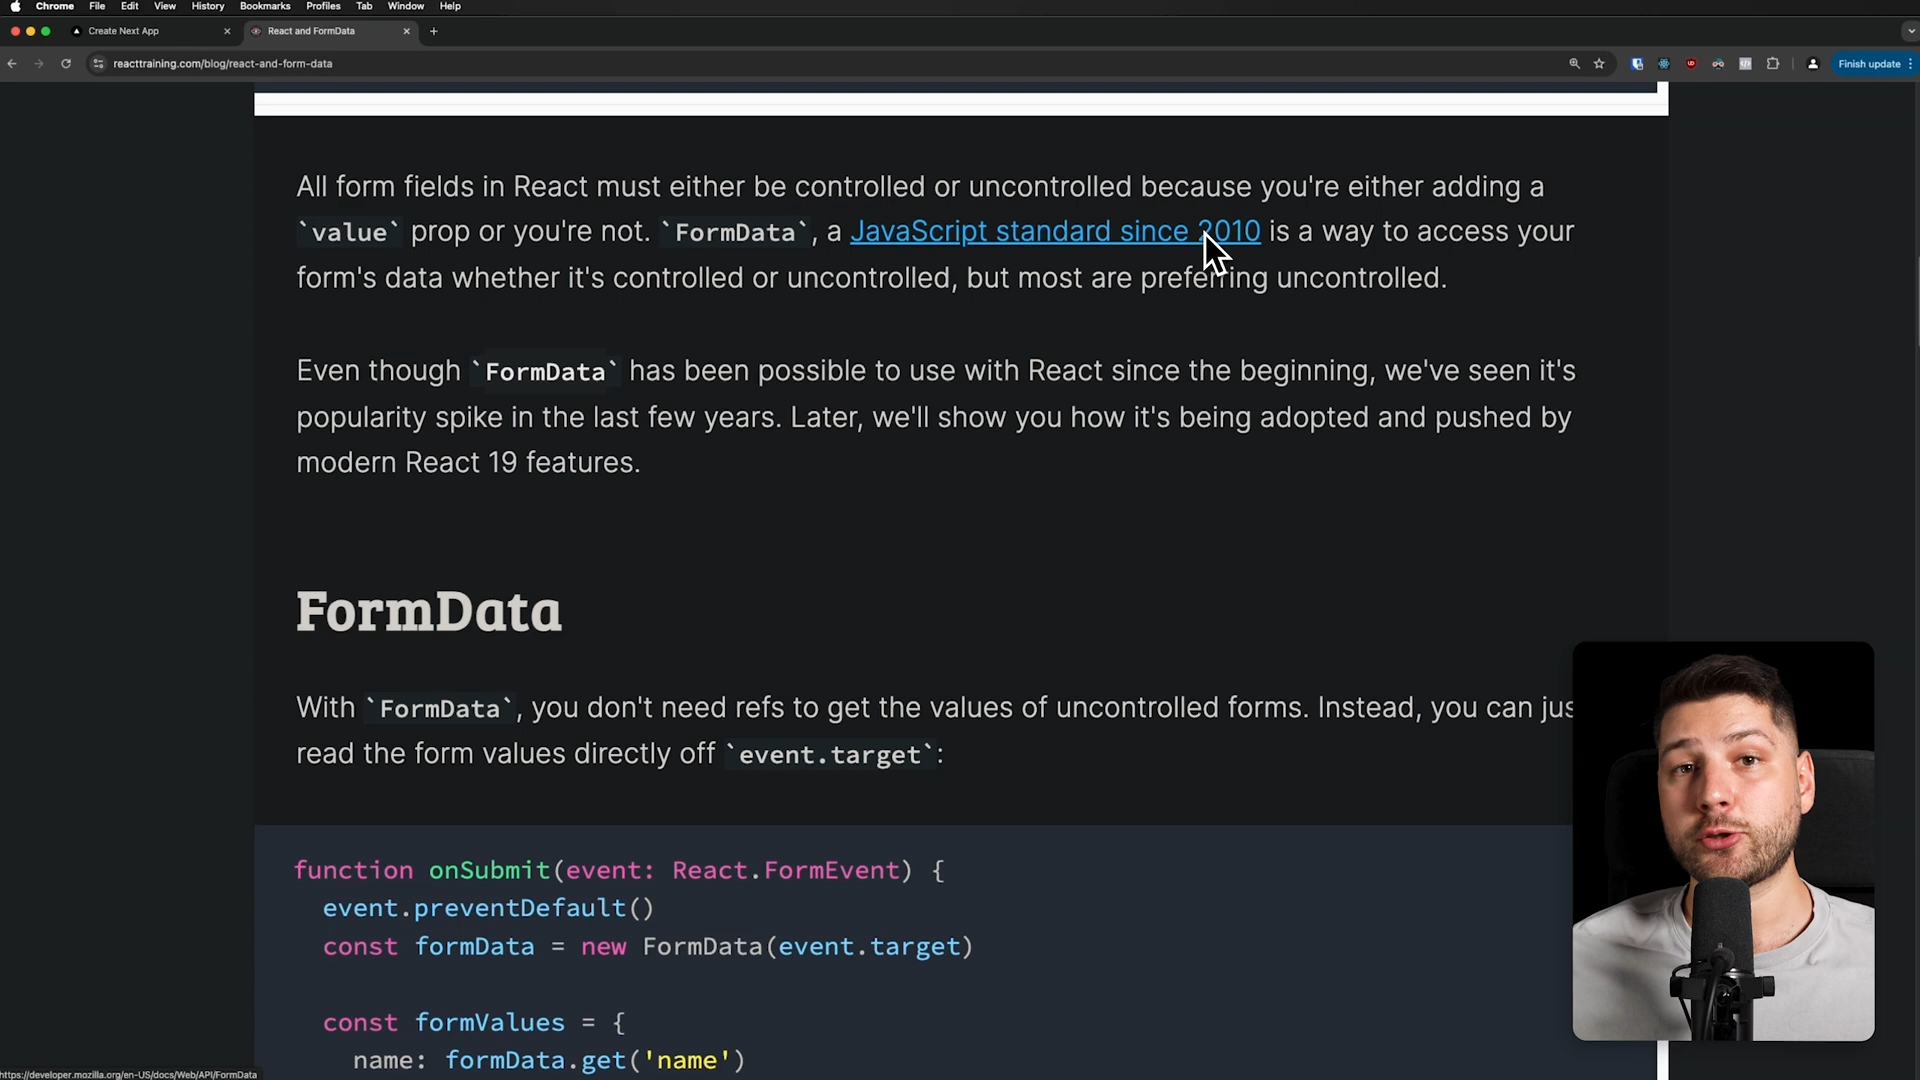 Chrome File Edit View History Bookmarks Profiles Tab Window Help
Create Next App
React and FormData
reacttraining.com/blog/react-and-form-data
Finish update
All form fields in React must either be controlled or uncontrolled because you're either adding a
`value` prop or you're not. `FormData`, a JavaScript standard since 2010 is a way to access your
form's data whether it's controlled or uncontrolled, but most are preferring uncontrolled.
Even though `FormData` has been possible to use with React since the beginning, we've seen it's
popularity spike in the last few years. Later, we'll show you how it's being adopted and pushed by
modern React 19 features.
FormData
With `FormData`, you don't need refs to get the values of uncontrolled forms. Instead, you can jus
read the form values directly off `event.target`:
function onSubmit(event: React.FormEvent) {
event.preventDefault()
const formData = new FormData(event.target)
const formValues = {
name: formData.get('name')
https://developer.mozilla.org/en-US/docs/Web/API/FormData